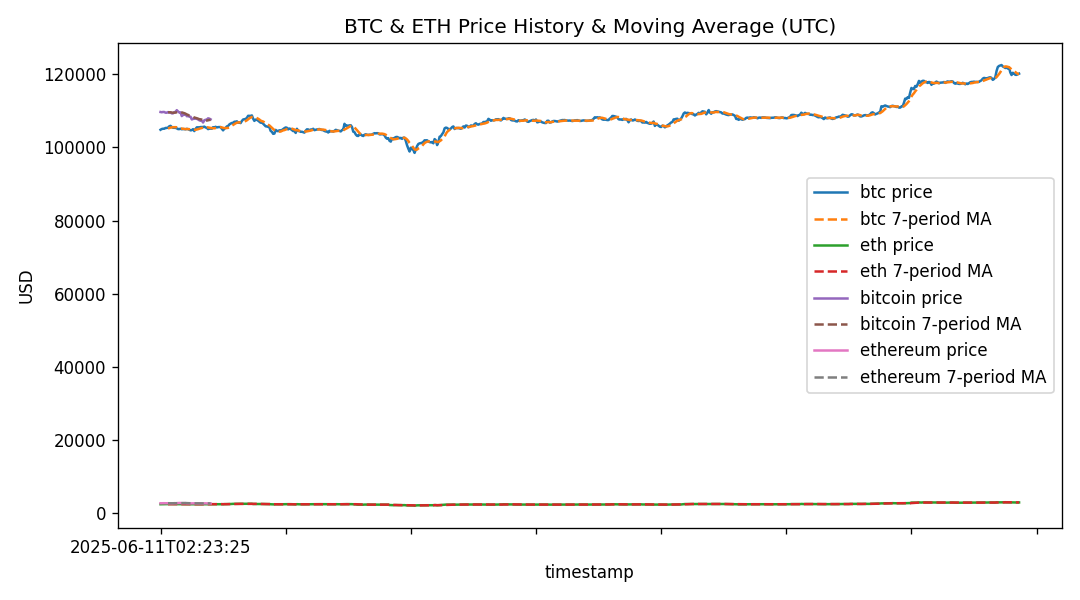 BTC & ETH Price History & Moving Average (UTC)
120000
100000
80000
60000
40000
20000
0
USD
btc price
btc 7-period MA
eth price
eth 7-period MA
bitcoin price
bitcoin 7-period MA
ethereum price
ethereum 7-period MA
2025-06-11T02:23:25
timestamp